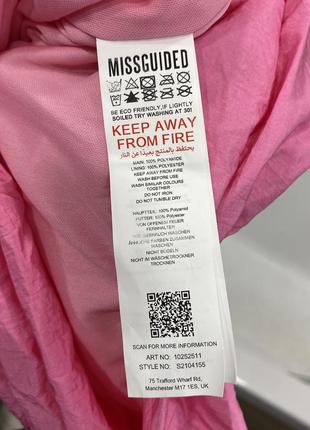 MISSGUIDED
BE ECO FRIENDLY, IF LIGHTLY
SOILED TRY WASHING AT 30!
KEEP AWAY
FROM FIRE
يحتفظ بالمنتج بعيدًا عن النار
MAIN: 100% POLYAMIDE
LINING: 100% POLYESTER
KEEP AWAY FROM FIRE
WASH BEFORE USE
WASH SIMILAR COLOURS
TOGETHER
DO NOT IRON
DO NOT TUMBLE DRY
HAUPTTEIL: 100% Polyamid
FUTTER: 100% Polyester
VON OFFENEM FEUER
FERNHALTEN
VOR GEBRAUCH WASCHEN
ÄHNLICHE FARBEN ZUSAMMEN
WASCHEN
NICHT BÜGELN
NICHT IM WÄSCHETROCKNER
TROCKNEN
SCAN FOR MORE INFORMATION
ART NO: 10252511
STYLE NO: S2104155
75 Trafford Wharf Rd,
Manchester M17 1ES, UK